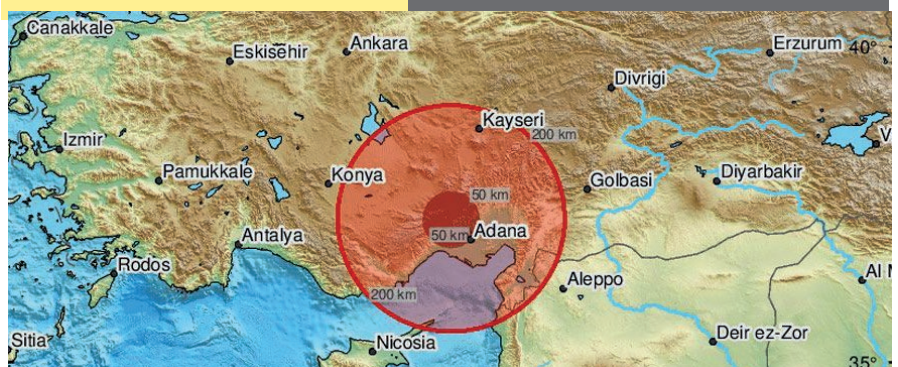 Canakkale
Eskisehir
Ankara
Erzurum
40°
Divrigi
Kayseri
200 km
Izmir
Pamukkale
Konya
Golbasi
Diyarbakir
50 km
Antalya
50 km
Adana
Rodos
200 km
Aleppo
Al
Sitia
Nicosia
Deir ez-Zor
35°